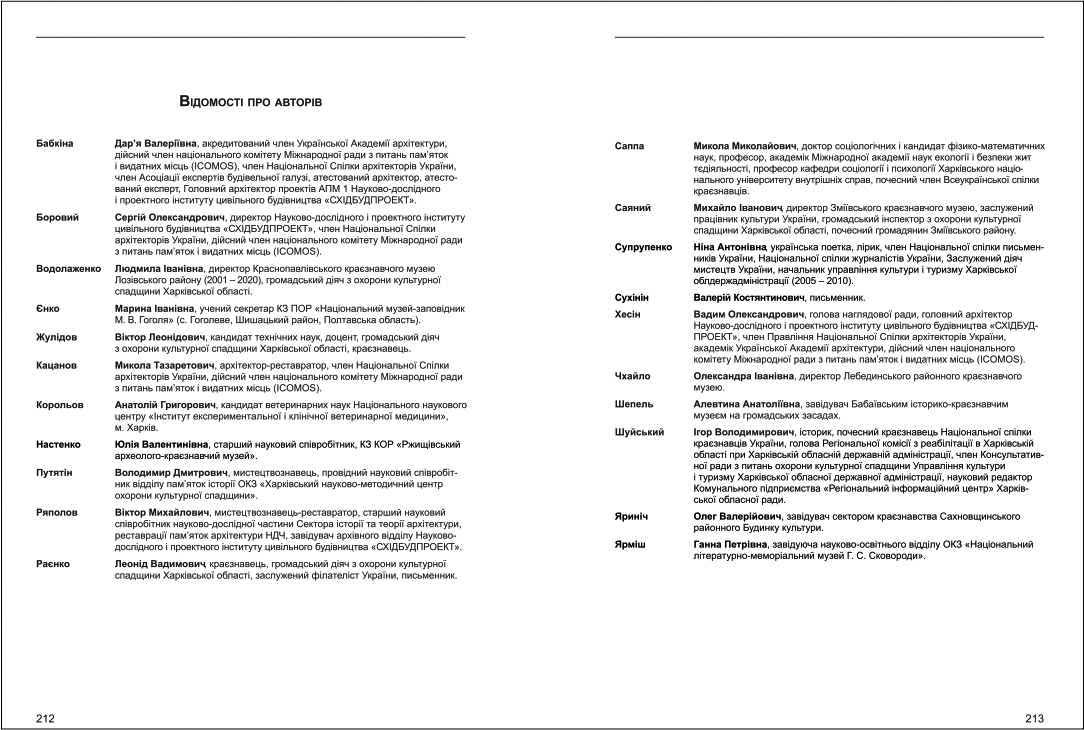 ВІДОМОСТІ ПРО АВТОРІВ
Бабкіна Дар’я Валеріївна, акредитований член Української Академії архітектури,
дійсний член національного комітету Міжнародної ради з питань пам’яток
і видатних місць (ICOMOS), член Національної Спілки архітекторів України,
член Асоціації експертів будівельної галузі, атестований архітектор, атесто-
ваний експерт, Головний архітектор проектів АПМ 1 Науково-дослідного
і проектного інституту цивільного будівництва «СХІДБУДПРОЕКТ».
Боровий Сергій Олександрович, директор Науково-дослідного і проектного інституту
цивільного будівництва «СХІДБУДПРОЕКТ», член Національної Спілки
архітекторів України, дійсний член національного комітету Міжнародної ради
з питань пам’яток і видатних місць (ICOMOS).
Водолаженко Людмила Іванівна, директор Краснопавлівського краєзнавчого музею
Лозівського району (2001 – 2020), громадський діяч з охорони культурної
спадщини Харківської області.
Єнко Марина Іванівна, учений секретар КЗ ПОР «Національний музей-заповідник
М. В. Гоголя» (с. Гоголеве, Шишацький район, Полтавська область).
Жулідов Віктор Леонідович, кандидат технічних наук, доцент, громадський діяч
з охорони культурної спадщини Харківської області, краєзнавець.
Кацанов Микола Тазаретович, архітектор-реставратор, член Національної Спілки
архітекторів України, дійсний член національного комітету Міжнародної ради
з питань пам’яток і видатних місць (ICOMOS).
Корольов Анатолій Григорович, кандидат ветеринарних наук Національного наукового
центру «Інститут експериментальної і клінічної ветеринарної медицини»,
м. Харків.
Настенко Юлія Валентинівна, старший науковий співробітник, КЗ КОР «Ржищівський
археолого-краєзнавчий музей».
Путятін Володимир Дмитрович, мистецтвознавець, провідний науковий співробіт-
ник відділу пам’яток історії ОКЗ «Харківський науково-методичний центр
охорони культурної спадщини».
Ряполов Віктор Михайлович, мистецтвознавець-реставратор, старший науковий
співробітник науково-дослідної частини Сектора історії та теорії архітектури,
реставрації пам’яток архітектури НДЧ, завідувач архівного відділу Науково-
дослідного і проектного інституту цивільного будівництва «СХІДБУДПРОЕКТ».
Раєнко Леонід Вадимович, краєзнавець, громадський діяч з охорони культурної
спадщини Харківської області, заслужений філателіст України, письменник.
212
Саппа Микола Миколайович, доктор соціологічних і кандидат фізико-математичних
наук, професор, академік Міжнародної академії наук екології і безпеки жит
тєдіяльності, професор кафедри соціології і психології Харківського націо-
нального університету внутрішніх справ, почесний член Всеукраїнської спілки
краєзнавців.
Саяний Михайло Іванович, директор Зміївського краєзнавчого музею, заслужений
працівник культури України, громадський інспектор з охорони культурної
спадщини Харківської області, почесний громадянин Зміївського району.
Супрупенко Ніна Антонівна, українська поетка, лірик, член Національної спілки письмен-
ників України, Національної спілки журналістів України, Заслужений діяч
мистецтв України, начальник управління культури і туризму Харківської
облдержадміністрації (2005 – 2010).
Сухінін Валерій Костянтинович, письменник.
Хесін Вадим Олександрович, голова наглядової ради, головний архітектор
Науково-дослідного і проектного інституту цивільного будівництва «СХІДБУД-
ПРОЕКТ», член Правління Національної Спілки архітекторів України,
академік Української Академії архітектури, дійсний член національного
комітету Міжнародної ради з питань пам’яток і видатних місць (ICOMOS).
Чхайло Олександра Іванівна, директор Лебединського районного краєзнавчого
музею.
Шепель Алевтина Анатоліївна, завідувач Бабаївським історико-краєзнавчим
музеєм на громадських засадах.
Шуйський Ігор Володимирович, історик, почесний краєзнавець Національної спілки
краєзнавців України, голова Регіональної комісії з реабілітації в Харківській
області при Харківській обласній державній адміністрації, член Консультатив-
ної ради з питань охорони культурної спадщини Управління культури
і туризму Харківської обласної державної адміністрації, науковий редактор
Комунального підприємства «Регіональний інформаційний центр» Харків-
ської обласної ради.
Яриніч Олег Валерійович, завідувач сектором краєзнавства Сахновщинського
районного Будинку культури.
Ярміш Ганна Петрівна, завідуюча науково-освітнього відділу ОКЗ «Національний
літературно-меморіальний музей Г. С. Сковороди».
213